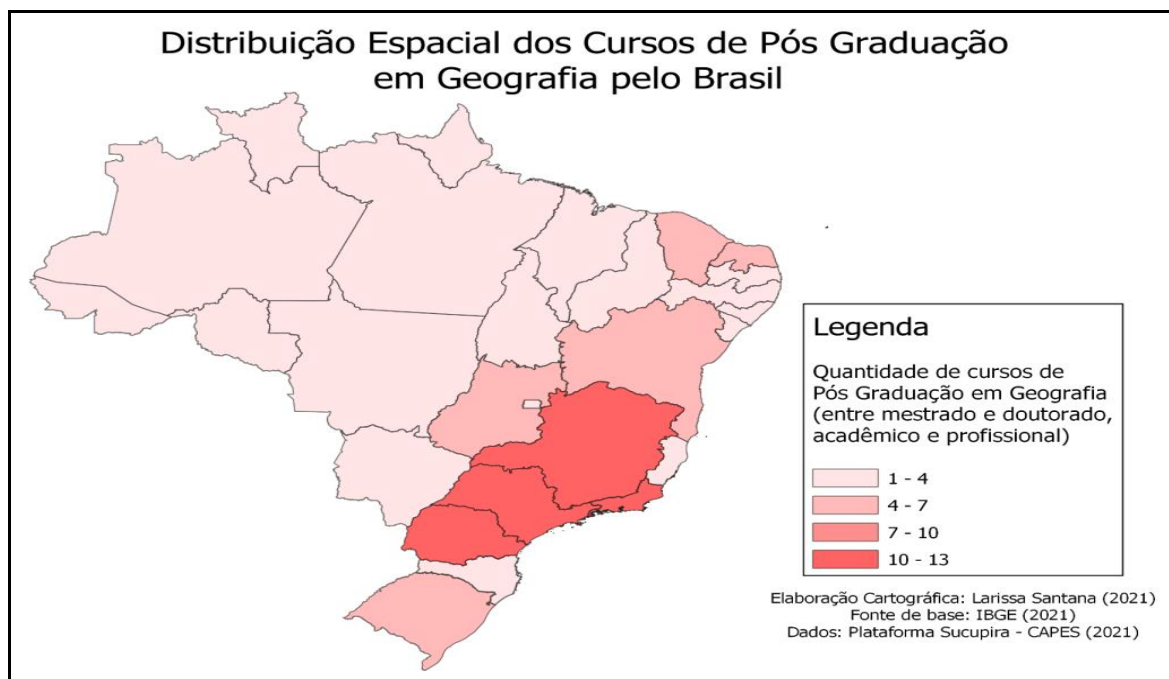 Distribuição Espacial dos Cursos de Pós Graduação
em Geografia pelo Brasil
Legenda
Quantidade de cursos de
Pós Graduação em Geografia
(entre mestrado e doutorado,
acadêmico e profissional)
1 - 4
4 - 7
7 - 10
10 - 13
Elaboração Cartográfica: Larissa Santana (2021)
Fonte de base: IBGE (2021)
Dados: Plataforma Sucupira - CAPES (2021)